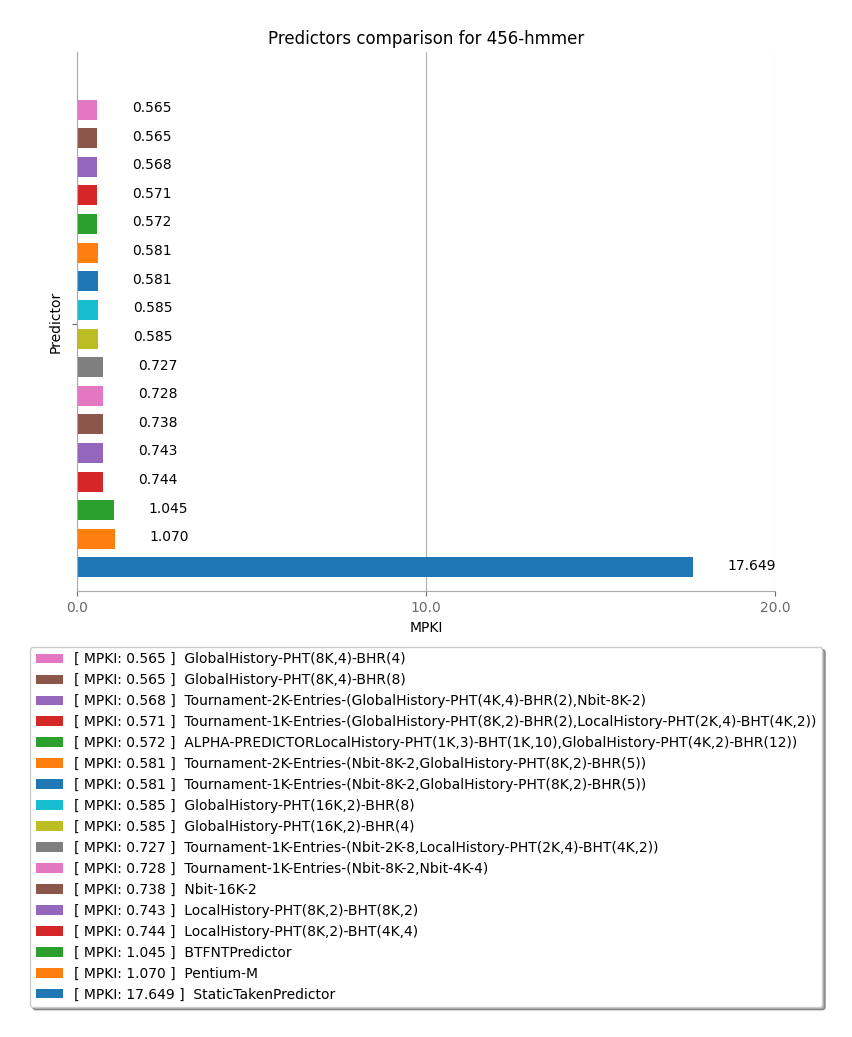 Predictors comparison for 456-hmmer
0.565
0.565
0.568
0.571
0.572
0.581
0.581
0.585
0.585
0.727
0.728
0.738
0.743
0.744
1.045
1.070
17.649
Predictor
0.0 10.0 20.0
MPKI
[ MPKI: 0.565 ] GlobalHistory-PHT(8K,4)-BHR(4)
[ MPKI: 0.565 ] GlobalHistory-PHT(8K,4)-BHR(8)
[ MPKI: 0.568 ] Tournament-2K-Entries-(GlobalHistory-PHT(4K,4)-BHR(2),Nbit-8K-2)
[ MPKI: 0.571 ] Tournament-1K-Entries-(GlobalHistory-PHT(8K,2)-BHR(2),LocalHistory-PHT(2K,4)-BHT(4K,2))
[ MPKI: 0.572 ] ALPHA-PREDICTORLocalHistory-PHT(1K,3)-BHT(1K,10),GlobalHistory-PHT(4K,2)-BHR(12))
[ MPKI: 0.581 ] Tournament-2K-Entries-(Nbit-8K-2,GlobalHistory-PHT(8K,2)-BHR(5))
[ MPKI: 0.581 ] Tournament-1K-Entries-(Nbit-8K-2,GlobalHistory-PHT(8K,2)-BHR(5))
[ MPKI: 0.585 ] GlobalHistory-PHT(16K,2)-BHR(8)
[ MPKI: 0.585 ] GlobalHistory-PHT(16K,2)-BHR(4)
[ MPKI: 0.727 ] Tournament-1K-Entries-(Nbit-2K-8,LocalHistory-PHT(2K,4)-BHT(4K,2))
[ MPKI: 0.728 ] Tournament-1K-Entries-(Nbit-8K-2,Nbit-4K-4)
[ MPKI: 0.738 ] Nbit-16K-2
[ MPKI: 0.743 ] LocalHistory-PHT(8K,2)-BHT(8K,2)
[ MPKI: 0.744 ] LocalHistory-PHT(8K,2)-BHT(4K,4)
[ MPKI: 1.045 ] BTFNTPredictor
[ MPKI: 1.070 ] Pentium-M
[ MPKI: 17.649 ] StaticTakenPredictor